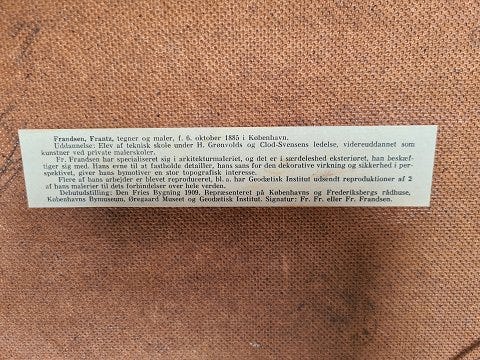 Frandsen, Frantz, tegner og maler, f. 6. oktober 1885 i København.
Uddannelse: Elev af teknisk skole under H. Grønvolds og Clod-Svensens ledelse, videreuddannet som
kunstner ved private malerskoler.
Fr. Frandsen har specialiseret sig i arkitekturmaleriet, og det er i særdeleshed eksteriøret, han beskæf-
tiger sig med. Hans evne til at fastholde detailler, hans sans for den dekorative virkning og sikkerhed i per-
spektivet, giver hans bymotiver en stor topografisk interesse.
Flere af hans arbejder er blevet reproduceret, bl. a. har Geodætisk Institut udsendt reproduktioner af 2
af hans malerier til dets forbindelser over hele verden.
Debutudstilling: Den Fries Bygning 1909. Repræsenteret på Københavns og Frederiksbergs rådhuse,
Københavns Bymuseum, Øregaard Museet og Geodætisk Institut. Signatur: Fr. Fr. eller Fr. Frandsen.